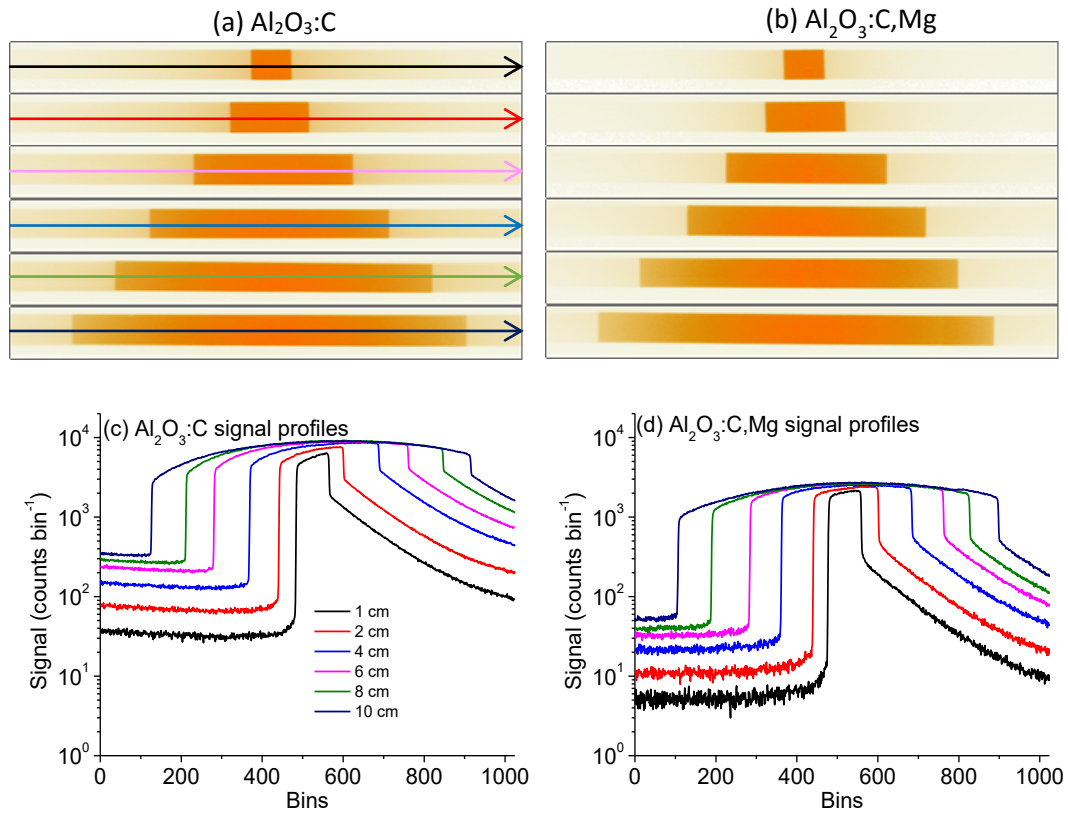 (a) Al₂O₃:C
(b) Al₂O₃:C,Mg
(c) Al₂O₃:C signal profiles
10⁴
10³
10²
10¹
10⁰
Signal (counts bin⁻¹)
1 cm
2 cm
4 cm
6 cm
8 cm
10 cm
0 200 400 600 800 1000
Bins
(d) Al₂O₃:C,Mg signal profiles
10⁴
10³
10²
10¹
10⁰
Signal (counts bin⁻¹)
0 200 400 600 800 1000
Bins